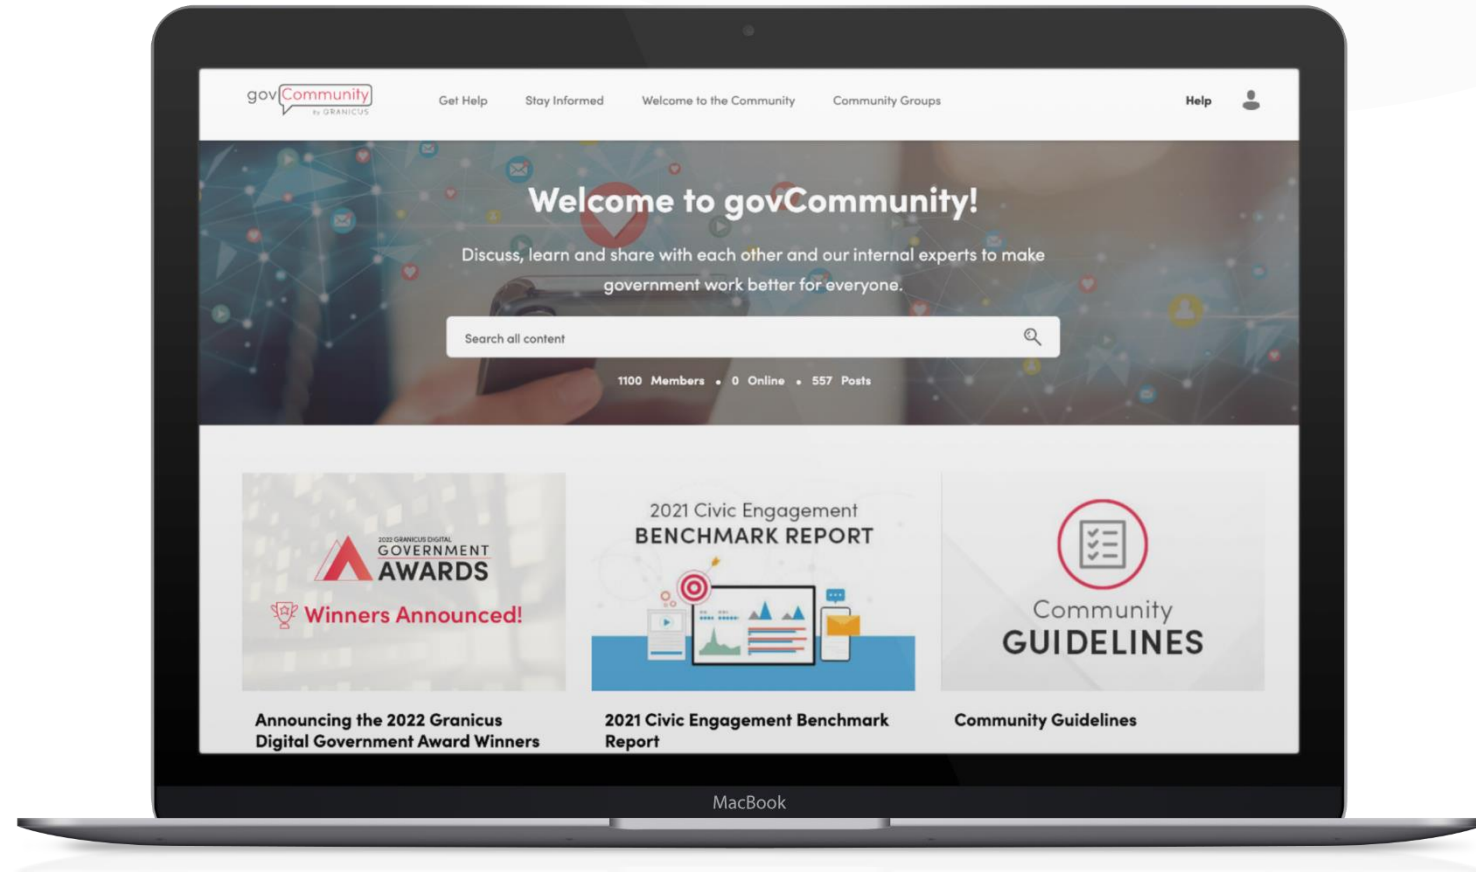 govCommunity
by GRANICUS
Get Help
Stay Informed
Welcome to the Community
Community Groups
Help
Welcome to govCommunity!
Discuss, learn and share with each other and our internal experts to make
government work better for everyone.
Search all content
1100 Members • 0 Online • 557 Posts
2022 GRANICUS DIGITAL
GOVERNMENT
AWARDS
Winners Announced!
2021 Civic Engagement
BENCHMARK REPORT
Community
GUIDELINES
Announcing the 2022 Granicus
Digital Government Award Winners
2021 Civic Engagement Benchmark
Report
Community Guidelines
MacBook